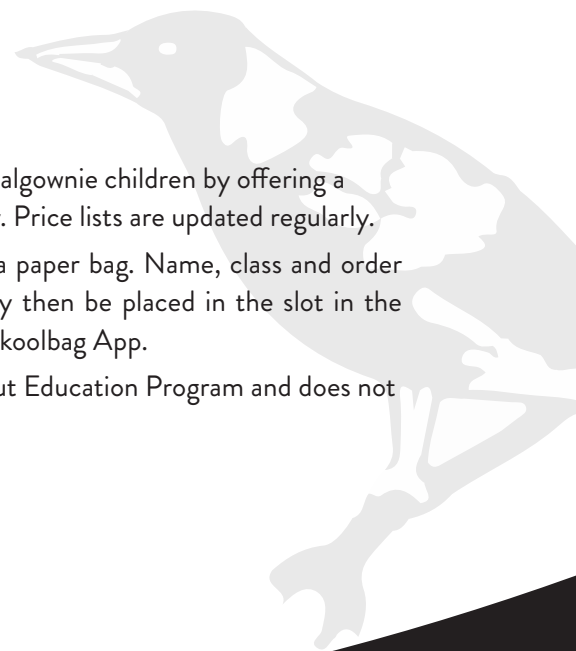 algownie children by offering a
. Price lists are updated regularly.
a paper bag. Name, class and order
y then be placed in the slot in the
koolbag App.
ut Education Program and does not